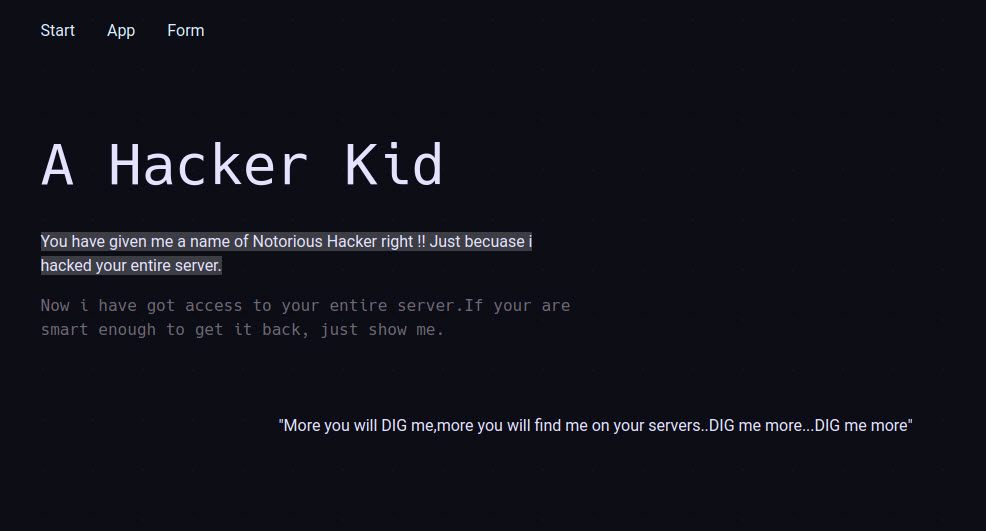 Start App Form
A Hacker Kid
You have given me a name of Notorious Hacker right !! Just becuase i
hacked your entire server.
Now i have got access to your entire server.If your are
smart enough to get it back, just show me.
"More you will DIG me,more you will find me on your servers..DIG me more...DIG me more"